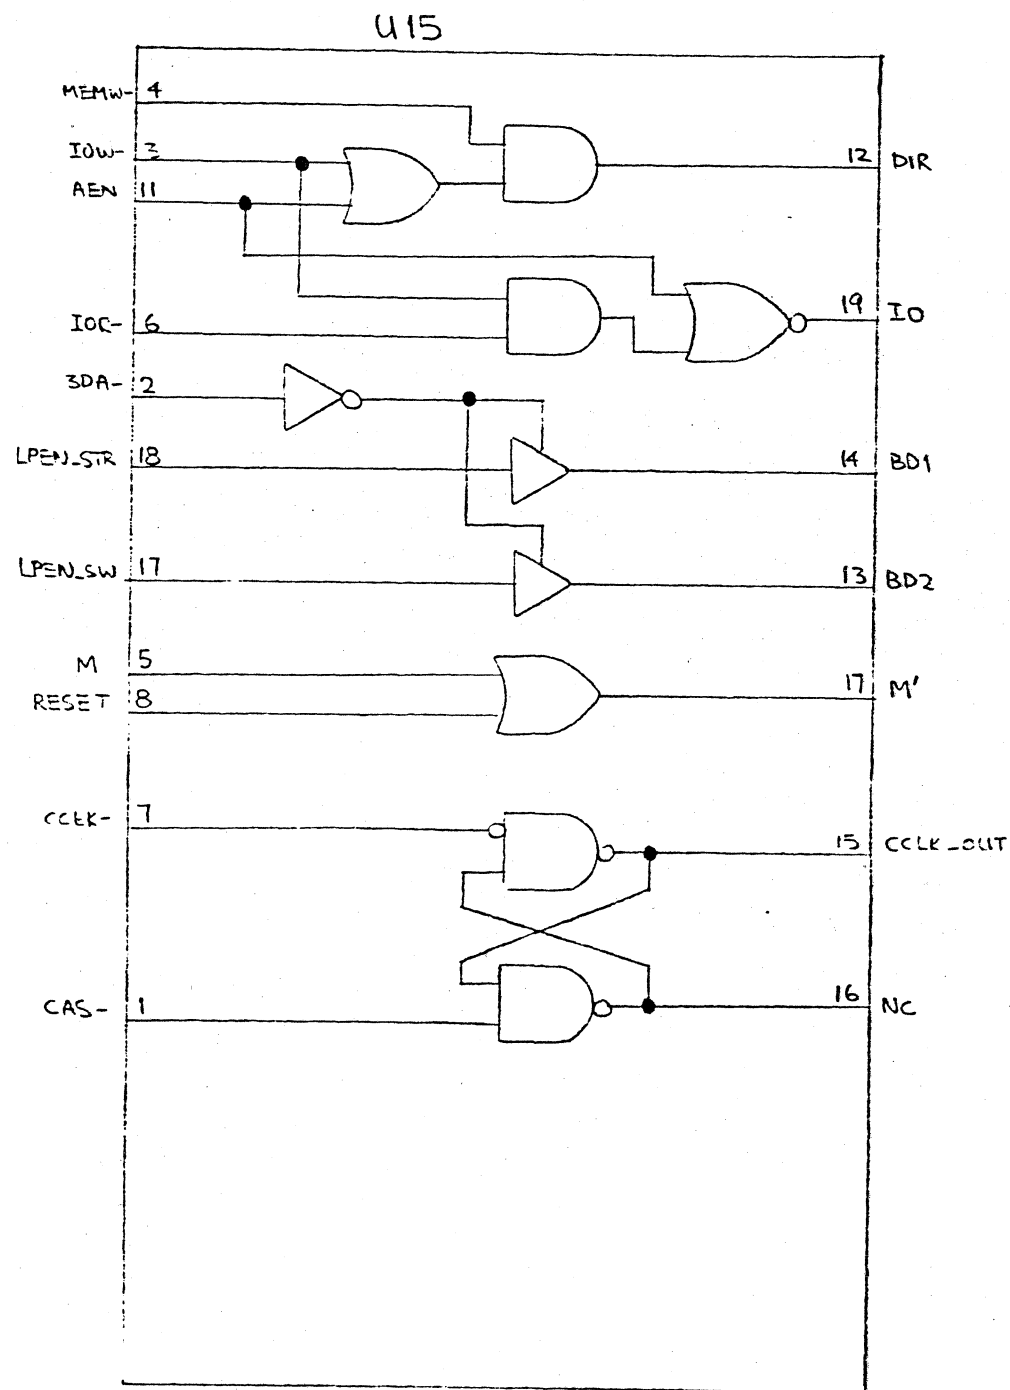 U15
MEMW- 4
IOW- 3
12 DIR
AEN 11
19 IO
IOR- 6
3DA- 2
LPEN_STR 18
14 BD1
LPEN_SW 17
13 BD2
M 5
17 M'
RESET 8
CCLK- 7
15 CCLK_OUT
16 NC
CAS- 1